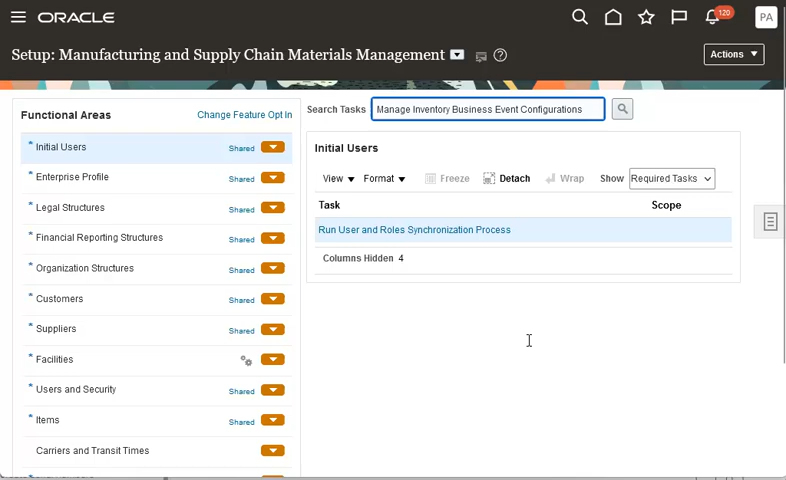 ORACLE
120
PA
Setup: Manufacturing and Supply Chain Materials Management
Actions
Functional Areas
Change Feature Opt In
* Initial Users Shared
* Enterprise Profile Shared
* Legal Structures Shared
* Financial Reporting Structures Shared
* Organization Structures Shared
* Customers Shared
* Suppliers Shared
* Facilities
* Users and Security Shared
* Items Shared
Carriers and Transit Times
Search Tasks Manage Inventory Business Event Configurations
Initial Users
View Format Freeze Detach Wrap Show Required Tasks
Task Scope
Run User and Roles Synchronization Process
Columns Hidden 4